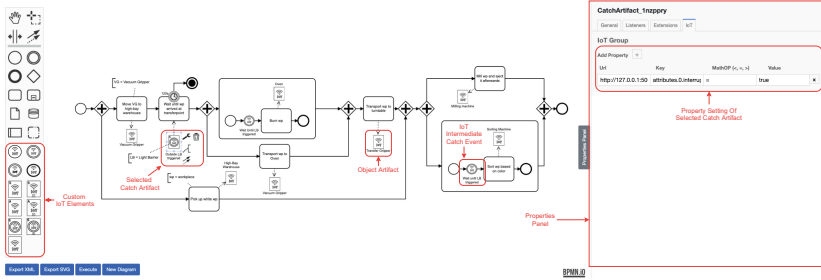 CatchArtifact_1nzppry
General Listeners Extensions IoT
IoT Group
Add Property +
Url Key MathOP (<, =, >) Value
http://127.0.0.1:50 attributes.0.interrup = true ×
Property Setting Of
Selected Catch Artifact
Properties Panel
Properties
Panel
VG = Vacuum Gripper
Move VG to
high-bay
warehouse
Vacuum Gripper
120s
Wait until wp
arrived at
transferpoint
Outside LB
triggered
LB = Light Barrier
Selected
Catch Artifact
Oven
Wait Until LB
triggered
Burn wp
Transport wp to
Oven
Vacuum Gripper
High-Bay
Warehouse
wp = workpiece
Pick up white wp
Transport wp to
turntable
Object Artifact
Mill wp and eject
it afterwards
Milling machine
IoT
Intermediate
Catch Event
Sorting Machine
Wait until LB
triggered
Sort wp based
on color
Custom
IoT Elements
Export XML Export SVG Execute New Diagram
BPMN.iO